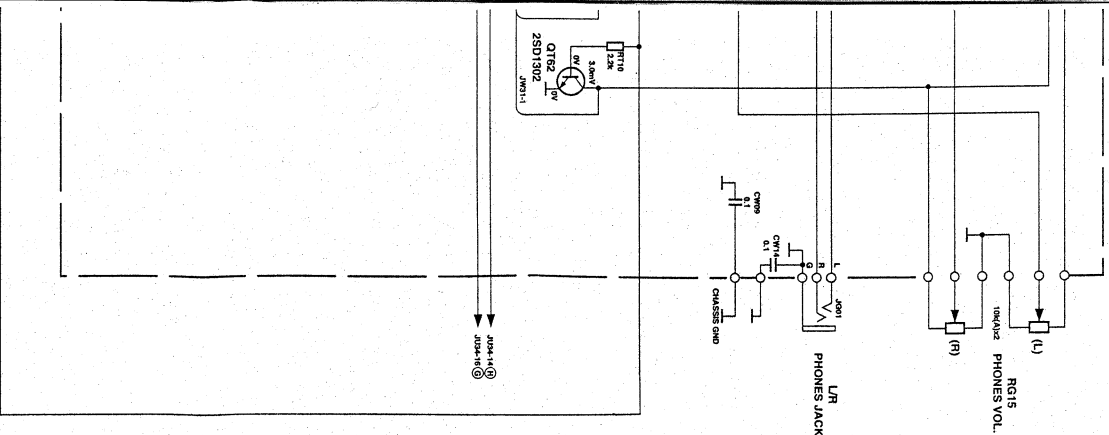 QT62
2SD1302
RT10
2.2k
3.0mV
0V
0V
JW31-1
CW09
0.1
CW14
0.1
G
R
L
CHASSIS GND
JG01
L/R
PHONES JACK
JU34-14 H
JU34-16 G
(R)
(L)
10k(A)x2
RG15
PHONES VOL.